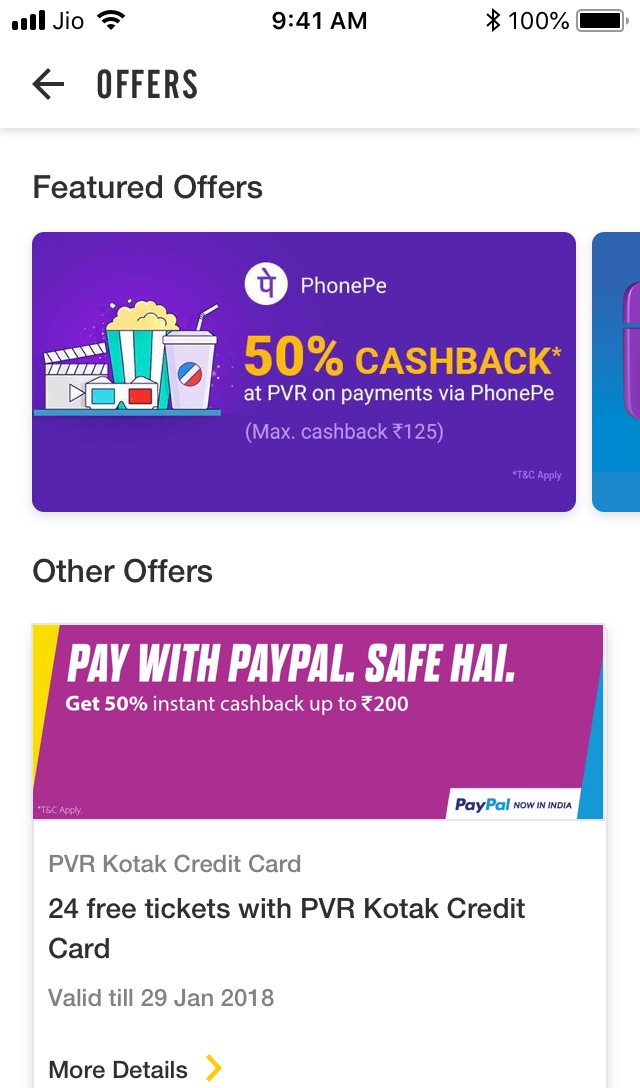 Jio 9:41 AM 100%
OFFERS
Featured Offers
पे PhonePe
50% CASHBACK*
at PVR on payments via PhonePe
(Max. cashback ₹125)
*T&C Apply
Other Offers
PAY WITH PAYPAL. SAFE HAI.
Get 50% instant cashback up to ₹200
*T&C Apply.
PayPal NOW IN INDIA
PVR Kotak Credit Card
24 free tickets with PVR Kotak Credit
Card
Valid till 29 Jan 2018
More Details